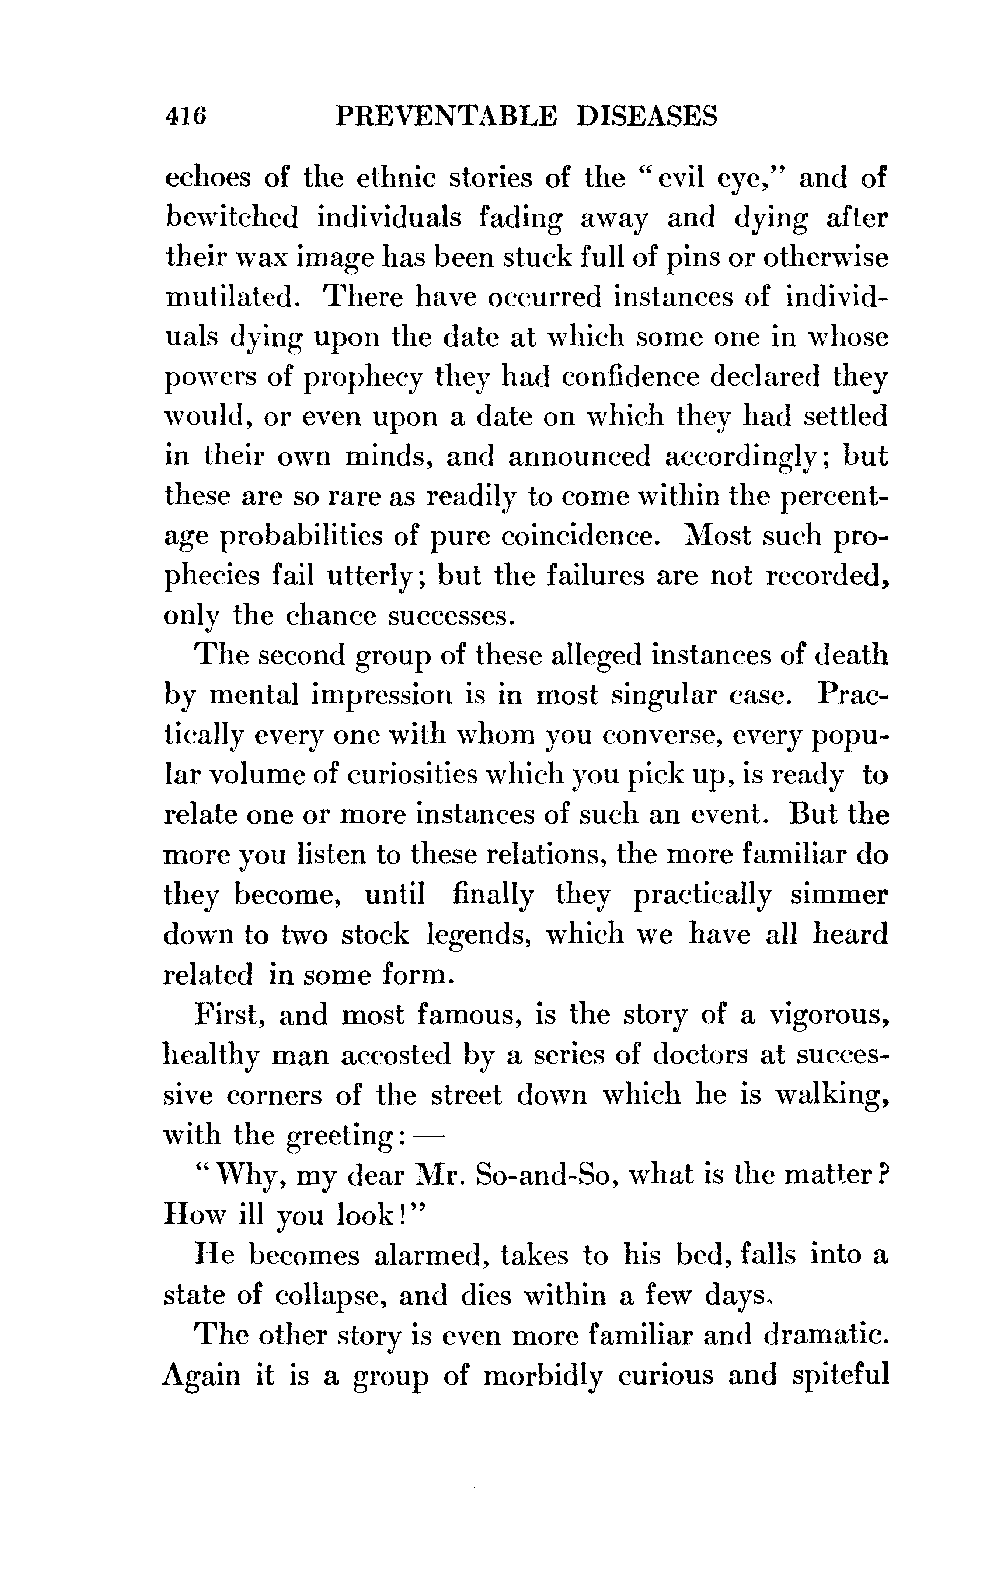 416 PREVENTABLE DISEASES
echoes of the ethnic stories of the “evil eye,” and of
bewitched individuals fading away and dying after
their wax image has been stuck full of pins or otherwise
mutilated. There have occurred instances of individ-
uals dying upon the date at which some one in whose
powers of prophecy they had confidence declared they
would, or even upon a date on which they had settled
in their own minds, and announced accordingly; but
these are so rare as readily to come within the percent-
age probabilities of pure coincidence. Most such pro-
phecies fail utterly; but the failures are not recorded,
only the chance successes.
The second group of these alleged instances of death
by mental impression is in most singular case. Prac-
tically every one with whom you converse, every popu-
lar volume of curiosities which you pick up, is ready to
relate one or more instances of such an event. But the
more you listen to these relations, the more familiar do
they become, until finally they practically simmer
down to two stock legends, which we have all heard
related in some form.
First, and most famous, is the story of a vigorous,
healthy man accosted by a series of doctors at succes-
sive corners of the street down which he is walking,
with the greeting: —
“Why, my dear Mr. So-and-So, what is the matter?
How ill you look!”
He becomes alarmed, takes to his bed, falls into a
state of collapse, and dies within a few days.
The other story is even more familiar and dramatic.
Again it is a group of morbidly curious and spiteful